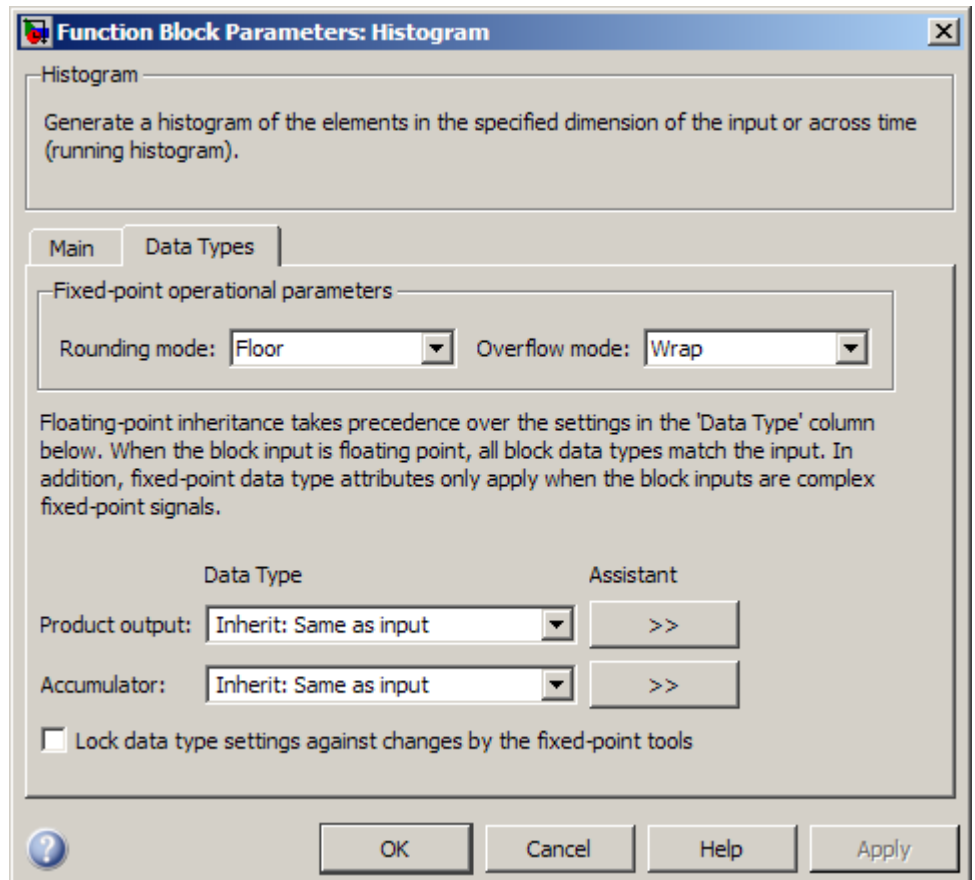 Function Block Parameters: Histogram
Histogram
Generate a histogram of the elements in the specified dimension of the input or across time
(running histogram).
Main Data Types
Fixed-point operational parameters
Rounding mode: Floor Overflow mode: Wrap
Floating-point inheritance takes precedence over the settings in the 'Data Type' column
below. When the block input is floating point, all block data types match the input. In
addition, fixed-point data type attributes only apply when the block inputs are complex
fixed-point signals.
Data Type Assistant
Product output: Inherit: Same as input >>
Accumulator: Inherit: Same as input >>
Lock data type settings against changes by the fixed-point tools
? OK Cancel Help Apply